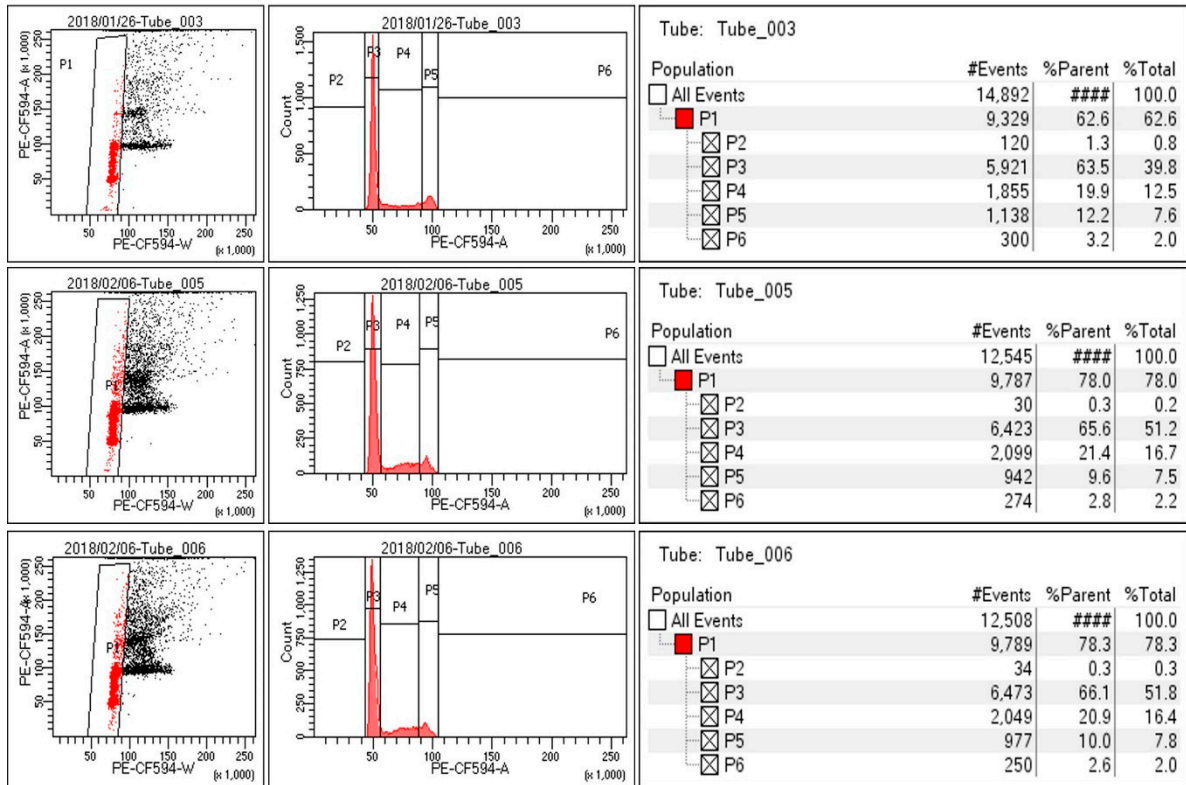 2018/01/26-Tube_003
PE-CF594-A (x 1,000)
250
200
150
100
50
P1
50 100 150 200 250
PE-CF594-W
(x 1,000)
2018/01/26-Tube_003
Count
1,500
1,000
500
0
P2
P3
P4
P5
P6
50 100 150 200 250
PE-CF594-A
(x 1,000)
Tube: Tube_003
Population #Events %Parent %Total
All Events 14,892 #### 100.0
P1 9,329 62.6 62.6
P2 120 1.3 0.8
P3 5,921 63.5 39.8
P4 1,855 19.9 12.5
P5 1,138 12.2 7.6
P6 300 3.2 2.0
2018/02/06-Tube_005
PE-CF594-A (x 1,000)
250
200
150
100
50
50 100 150 200 250
PE-CF594-W
(x 1,000)
2018/02/06-Tube_005
Count
1,250
1,000
750
500
250
0
P2
P3
P4
P5
P6
50 100 150 200 250
PE-CF594-A
(x 1,000)
Tube: Tube_005
Population #Events %Parent %Total
All Events 12,545 #### 100.0
P1 9,787 78.0 78.0
P2 30 0.3 0.2
P3 6,423 65.6 51.2
P4 2,099 21.4 16.7
P5 942 9.6 7.5
P6 274 2.8 2.2
2018/02/06-Tube_006
PE-CF594-A (x 1,000)
250
200
150
100
50
50 100 150 200 250
PE-CF594-W
(x 1,000)
2018/02/06-Tube_006
Count
1,250
1,000
750
500
250
0
P2
P3
P4
P5
P6
50 100 150 200 250
PE-CF594-A
(x 1,000)
Tube: Tube_006
Population #Events %Parent %Total
All Events 12,508 #### 100.0
P1 9,789 78.3 78.3
P2 34 0.3 0.3
P3 6,473 66.1 51.8
P4 2,049 20.9 16.4
P5 977 10.0 7.8
P6 250 2.6 2.0